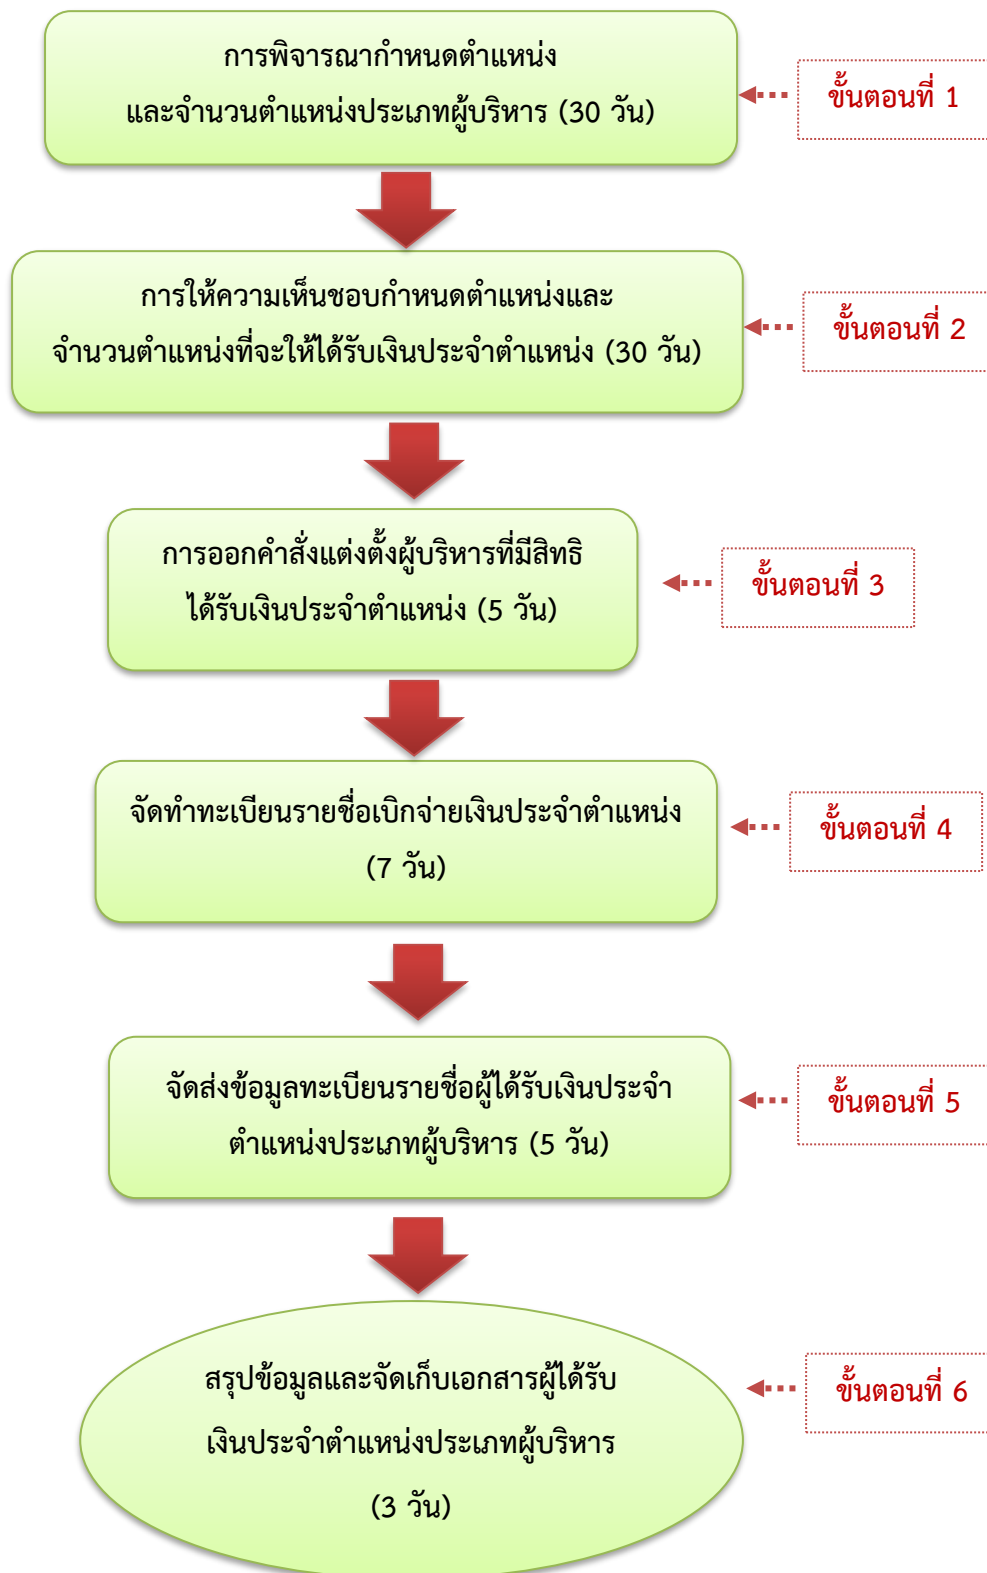 การพิจารณากำหนดตำแหน่ง
และจำนวนตำแหน่งประเภทผู้บริหาร (30 วัน)
ขั้นตอนที่ 1
การให้ความเห็นชอบกำหนดตำแหน่งและ
จำนวนตำแหน่งที่จะให้ได้รับเงินประจำตำแหน่ง (30 วัน)
ขั้นตอนที่ 2
การออกคำสั่งแต่งตั้งผู้บริหารที่มีสิทธิ
ได้รับเงินประจำตำแหน่ง (5 วัน)
ขั้นตอนที่ 3
จัดทำทะเบียนรายชื่อเบิกจ่ายเงินประจำตำแหน่ง
(7 วัน)
ขั้นตอนที่ 4
จัดส่งข้อมูลทะเบียนรายชื่อผู้ได้รับเงินประจำ
ตำแหน่งประเภทผู้บริหาร (5 วัน)
ขั้นตอนที่ 5
สรุปข้อมูลและจัดเก็บเอกสารผู้ได้รับ
เงินประจำตำแหน่งประเภทผู้บริหาร
(3 วัน)
ขั้นตอนที่ 6